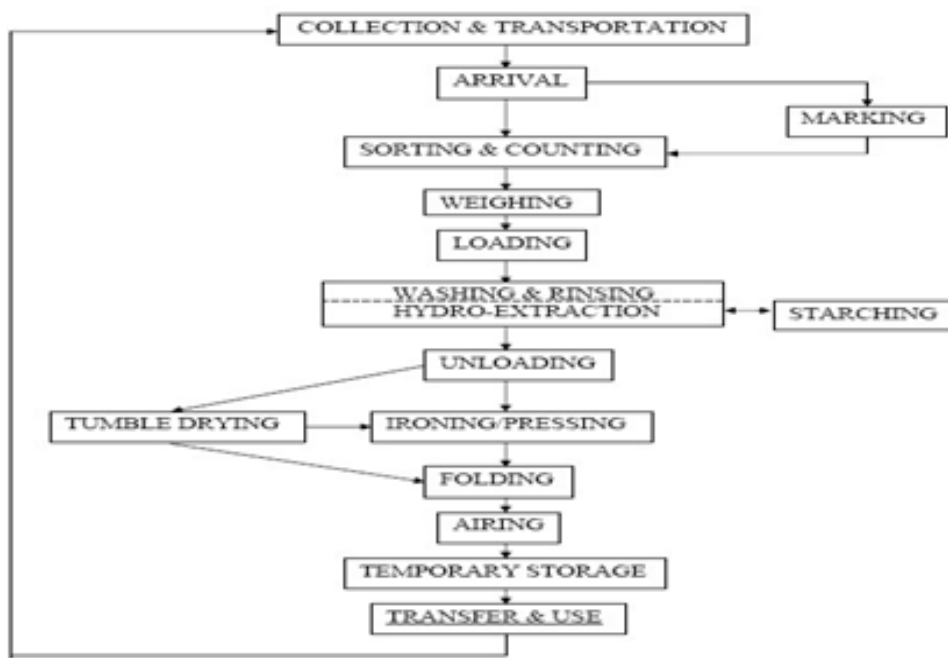 COLLECTION & TRANSPORTATION
ARRIVAL
MARKING
SORTING & COUNTING
WEIGHING
LOADING
WASHING & RINSING
HYDRO-EXTRACTION
STARCHING
UNLOADING
TUMBLE DRYING
IRONING/PRESSING
FOLDING
AIRING
TEMPORARY STORAGE
TRANSFER & USE